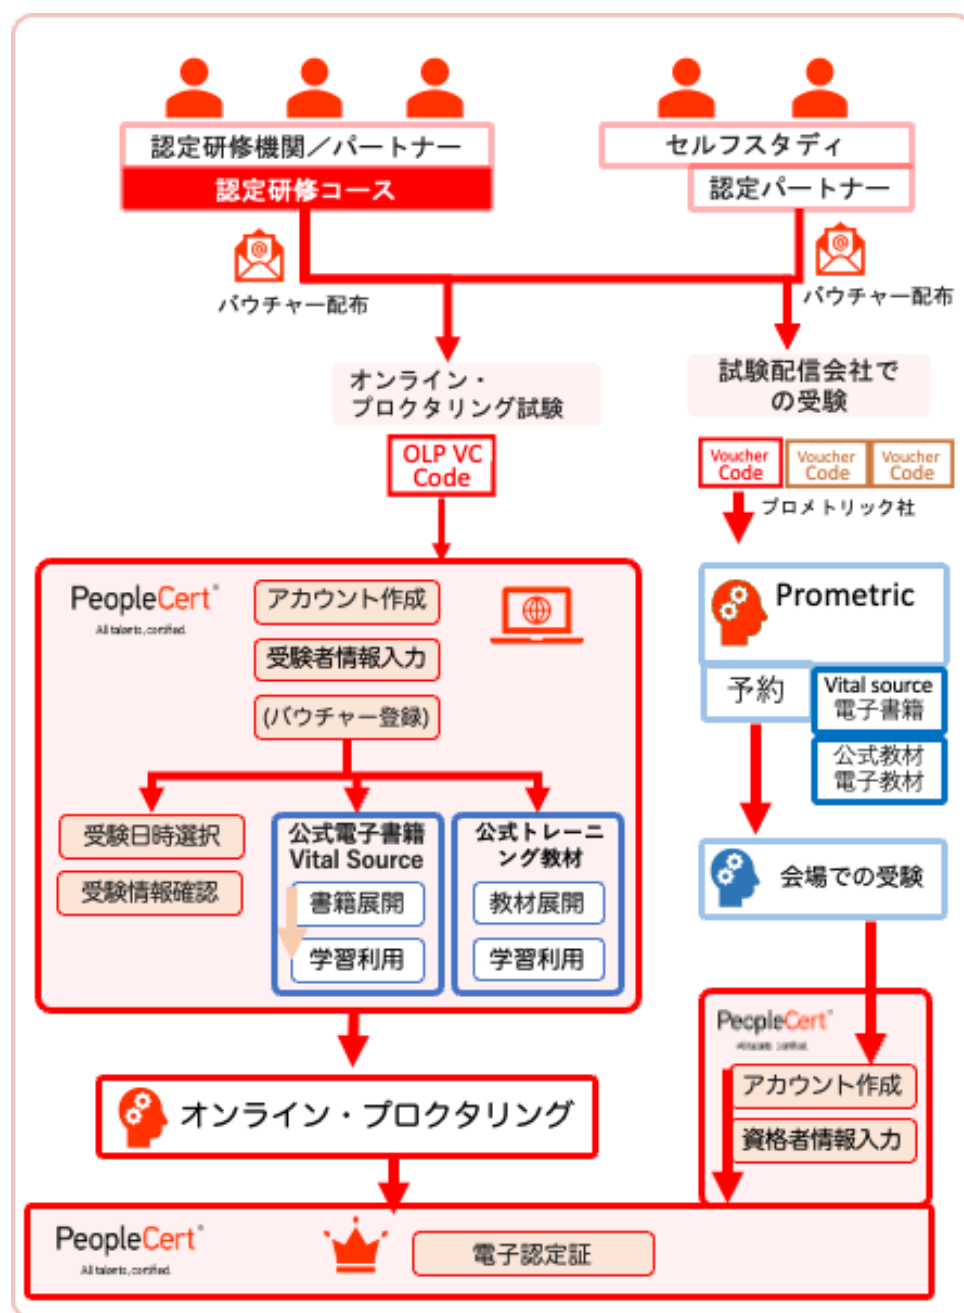 認定研修機関／パートナー
認定研修コース
セルフスタディ
認定パートナー
@
バウチャー配布
@
バウチャー配布
オンライン・
プロクタリング試験
試験配信会社で
の受験
OLP VC
Code
Voucher
Code
Voucher
Code
Voucher
Code
プロメトリック社
PeopleCert
All talents, certified.
アカウント作成
受験者情報入力
(バウチャー登録)
受験日時選択
受験情報確認
公式電子書籍
Vital Source
書籍展開
学習利用
公式トレーニ
ング教材
教材展開
学習利用
Prometric
予約
Vital source
電子書籍
公式教材
電子教材
会場での受験
PeopleCert
All talents, certified.
アカウント作成
資格者情報入力
オンライン・プロクタリング
PeopleCert
All talents, certified.
電子認定証